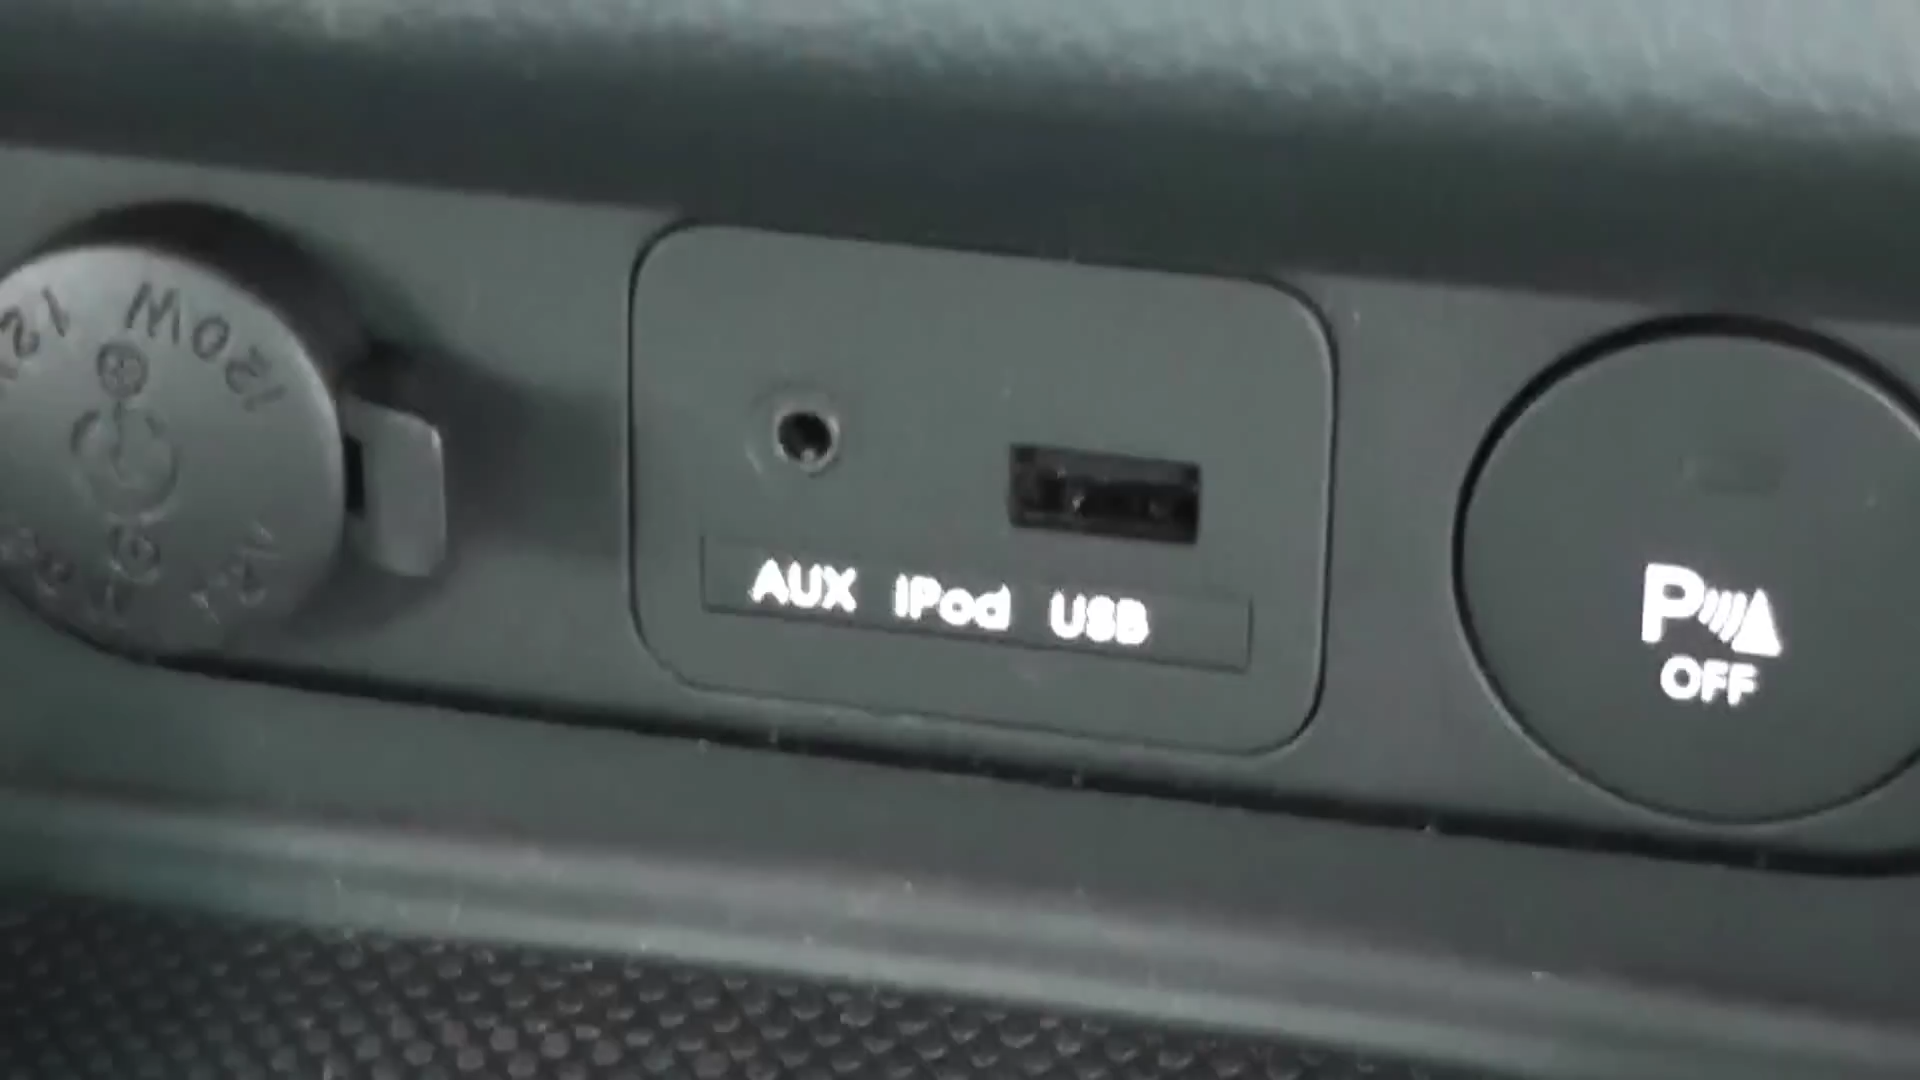 120W
12V
AUX iPod USB
P
OFF